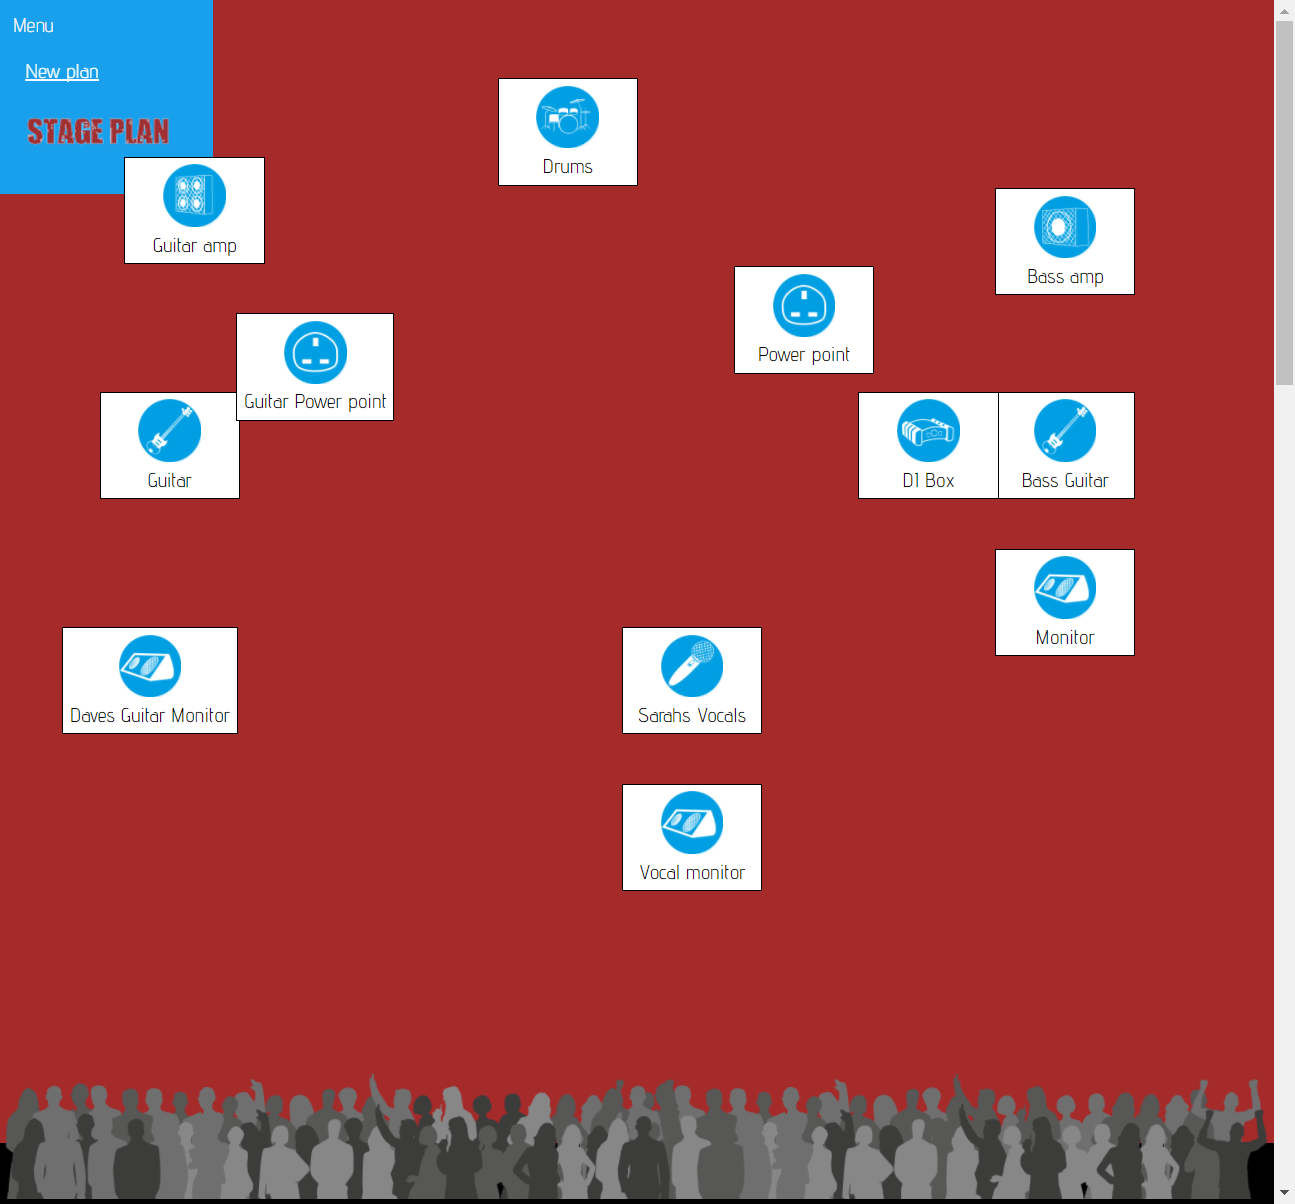 Menu
New plan
STAGE PLAN
Drums
Guitar amp
Bass amp
Power point
Guitar Power point
Guitar
DI Box
Bass Guitar
Monitor
Daves Guitar Monitor
Sarahs Vocals
Vocal monitor